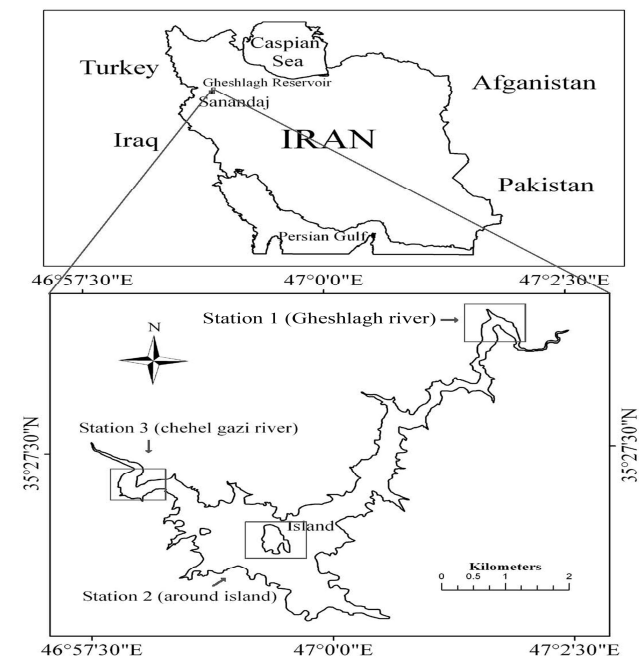 Caspian
Sea
Turkey
Gheshlagh Reservoir
Afganistan
Sanandaj
Iraq
IRAN
Pakistan
Persian Gulf
46°57'30"E
47°0'0"E
47°2'30"E
Station 1 (Gheshlagh river)
N
Station 3 (chehel gazi river)
35°27'30"N
35°27'30"N
Island
Kilometers
0 0.5 1 2
Station 2 (around island)
46°57'30"E
47°0'0"E
47°2'30"E